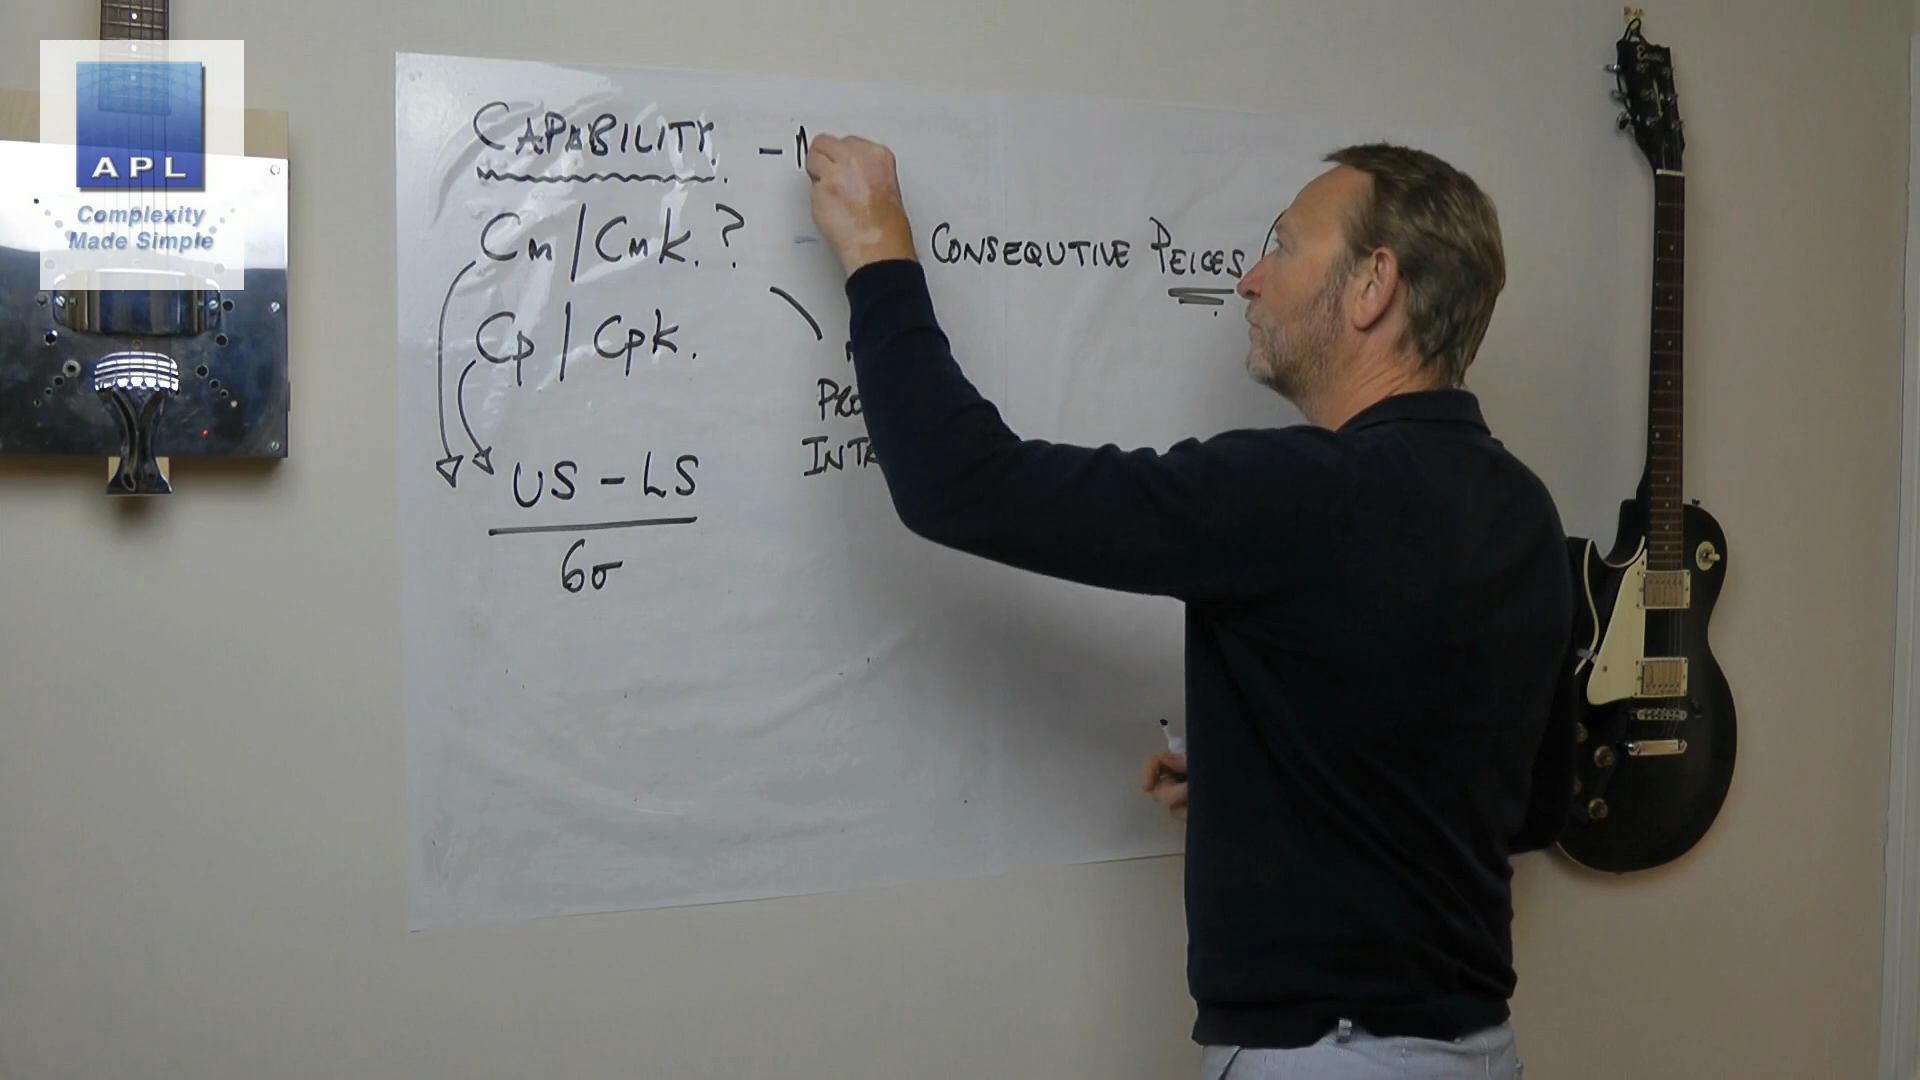 APL
Complexity
Made Simple
CAPABILITY. -
Cm / Cmk. ?
CONSEQUTIVE PEICES
Cp / Cpk.
US - LS
6σ